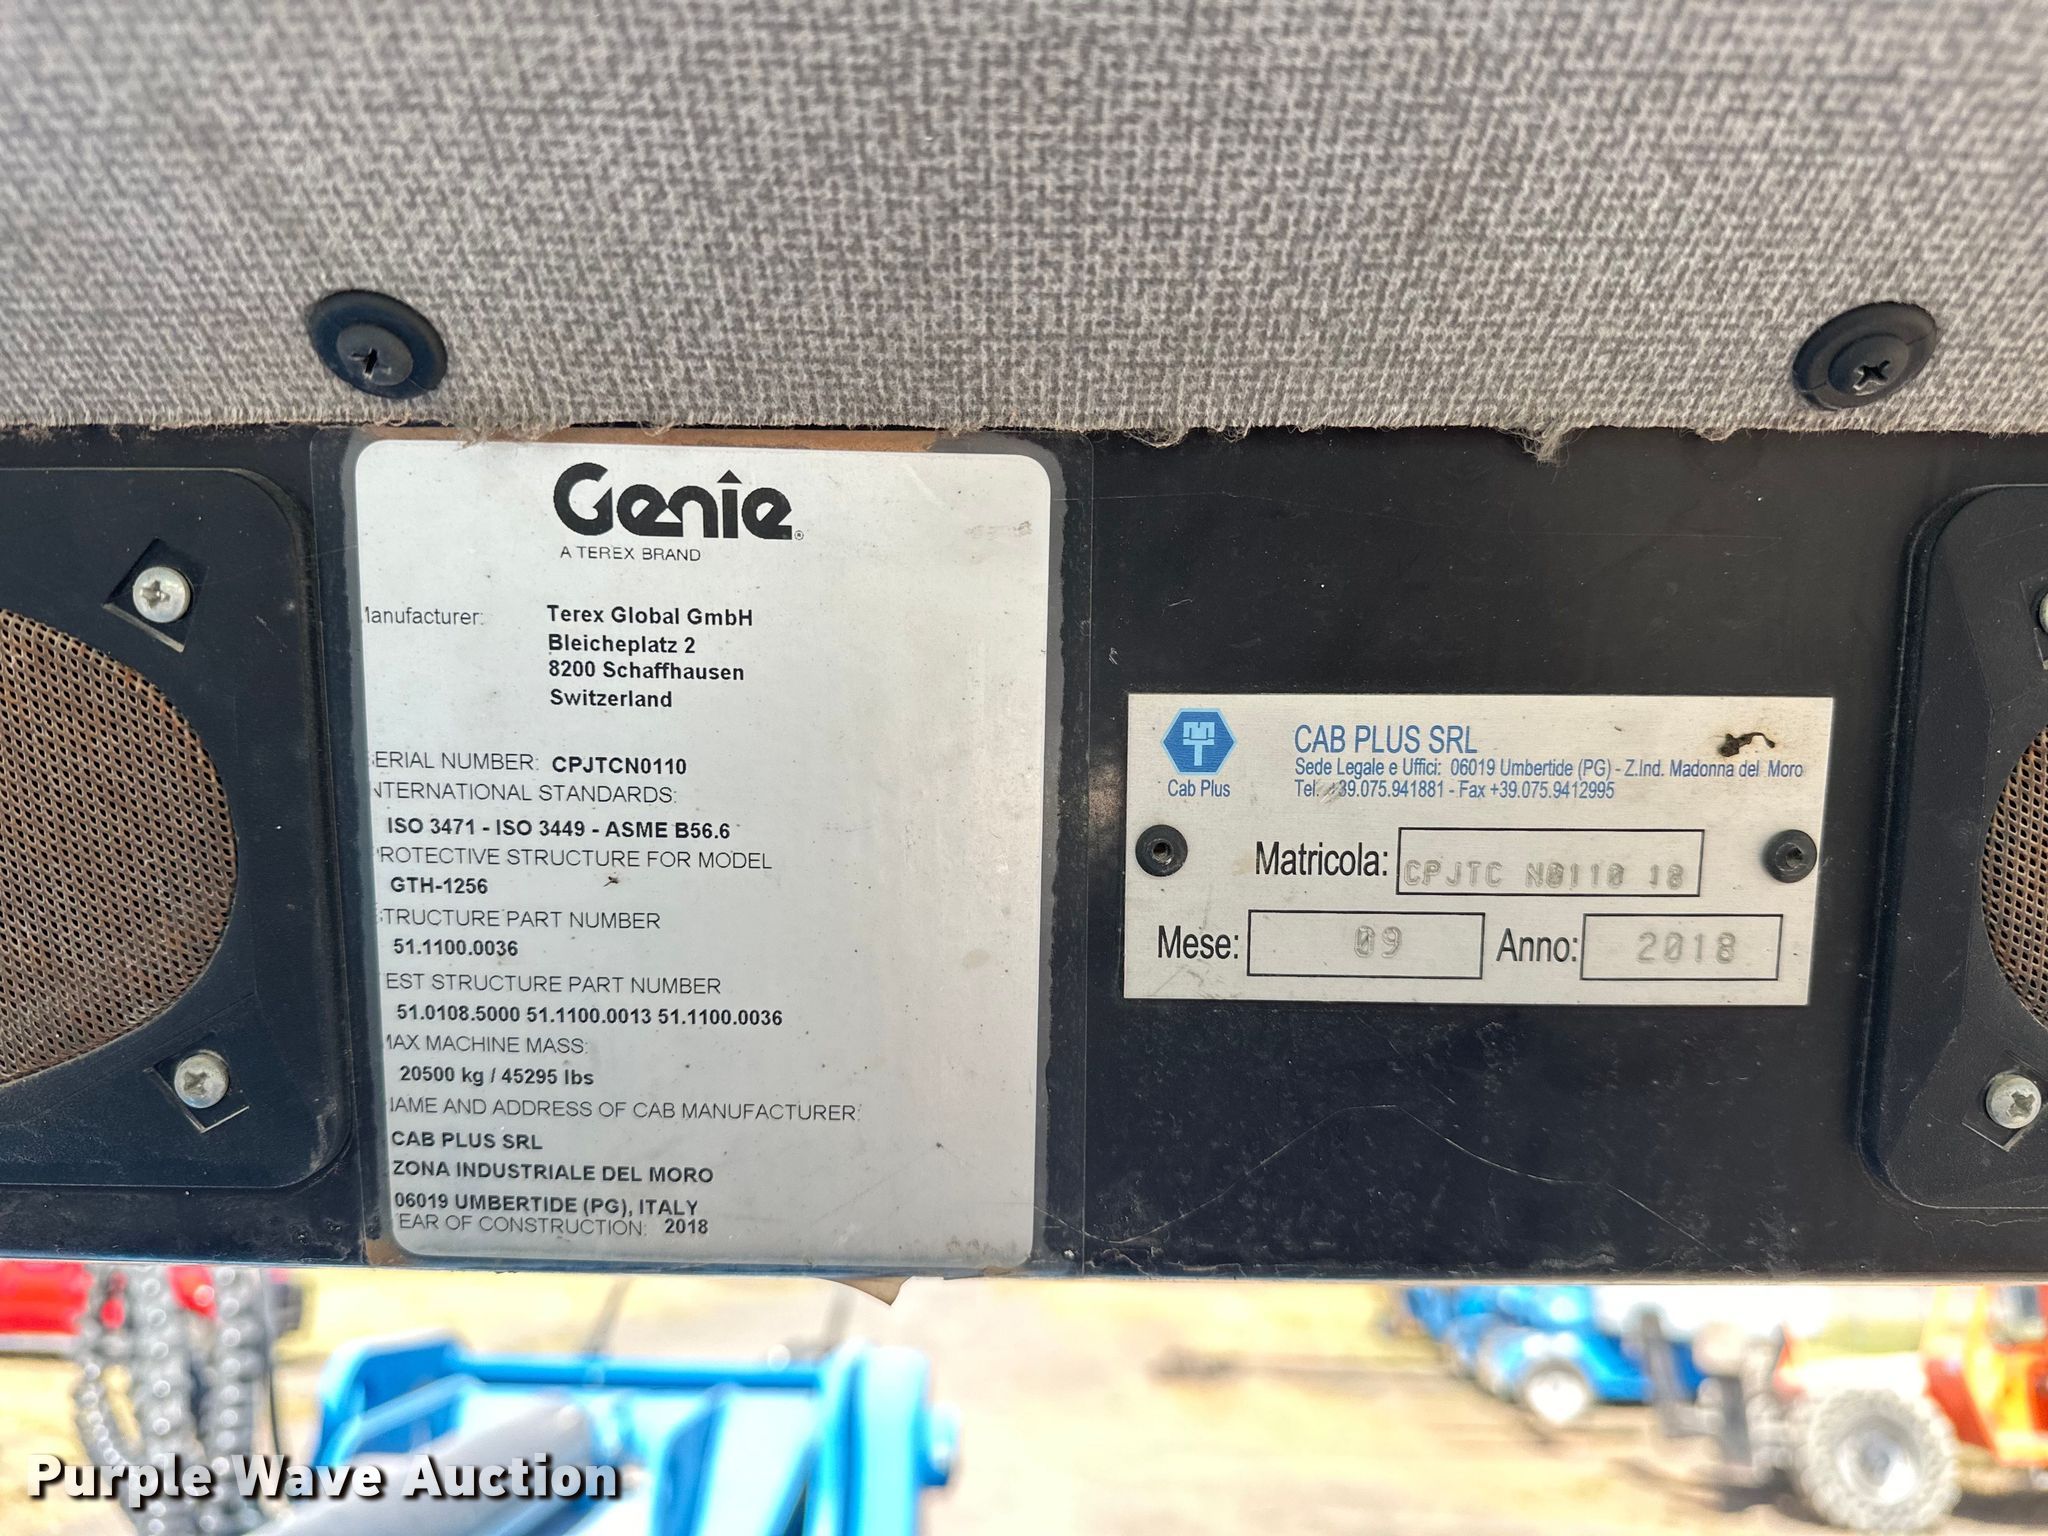 Genie®
A TEREX BRAND
Manufacturer: Terex Global GmbH
Bleicheplatz 2
8200 Schaffhausen
Switzerland
SERIAL NUMBER: CPJTCN0110
INTERNATIONAL STANDARDS:
ISO 3471 - ISO 3449 - ASME B56.6
PROTECTIVE STRUCTURE FOR MODEL
GTH-1256
STRUCTURE PART NUMBER
51.1100.0036
TEST STRUCTURE PART NUMBER
51.0108.5000 51.1100.0013 51.1100.0036
MAX MACHINE MASS:
20500 kg / 45295 lbs
NAME AND ADDRESS OF CAB MANUFACTURER:
CAB PLUS SRL
ZONA INDUSTRIALE DEL MORO
06019 UMBERTIDE (PG), ITALY
YEAR OF CONSTRUCTION: 2018
Cab Plus
CAB PLUS SRL
Sede Legale e Uffici: 06019 Umbertide (PG) - Z.Ind. Madonna del Moro
Tel. +39.075.941881 - Fax +39.075.9412995
Matricola: CPJTC N0110 18
Mese: 09 Anno: 2018
Purple Wave Auction